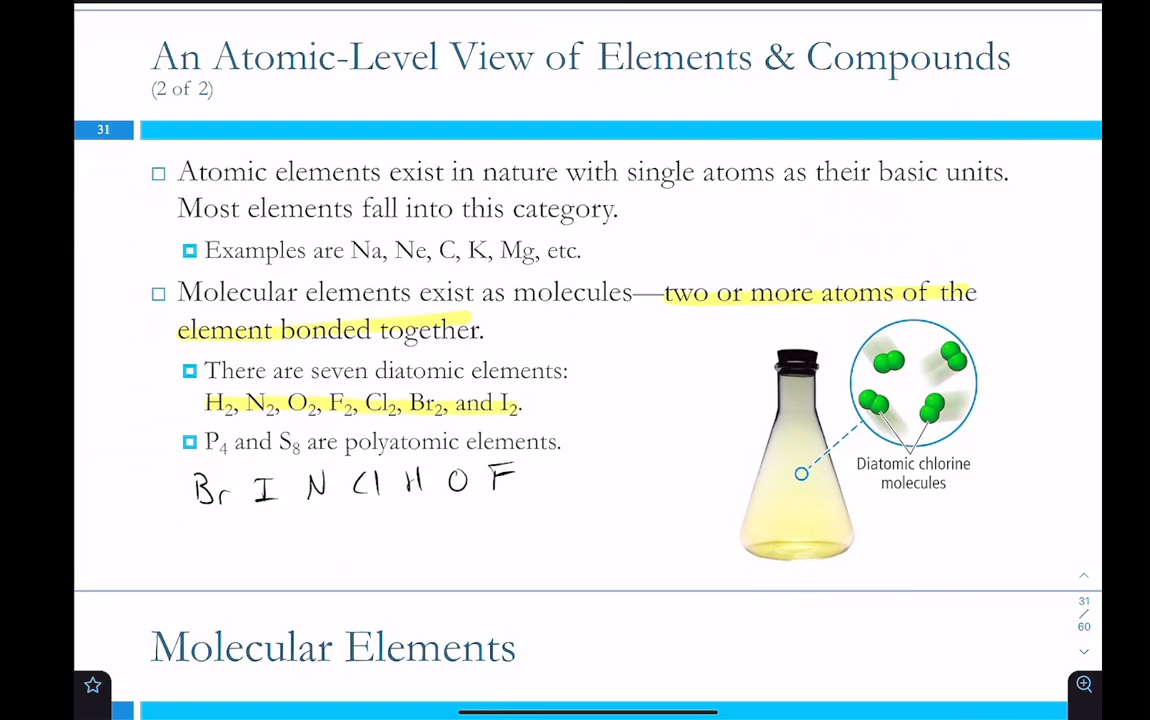 An Atomic-Level View of Elements & Compounds
(2 of 2)
31
Atomic elements exist in nature with single atoms as their basic units.
Most elements fall into this category.
Examples are Na, Ne, C, K, Mg, etc.
Molecular elements exist as molecules—two or more atoms of the
element bonded together.
There are seven diatomic elements:
H₂, N₂, O₂, F₂, Cl₂, Br₂, and I₂.
P₄ and S₈ are polyatomic elements.
Br I N Cl H O F
Diatomic chlorine
molecules
31
/
60
Molecular Elements